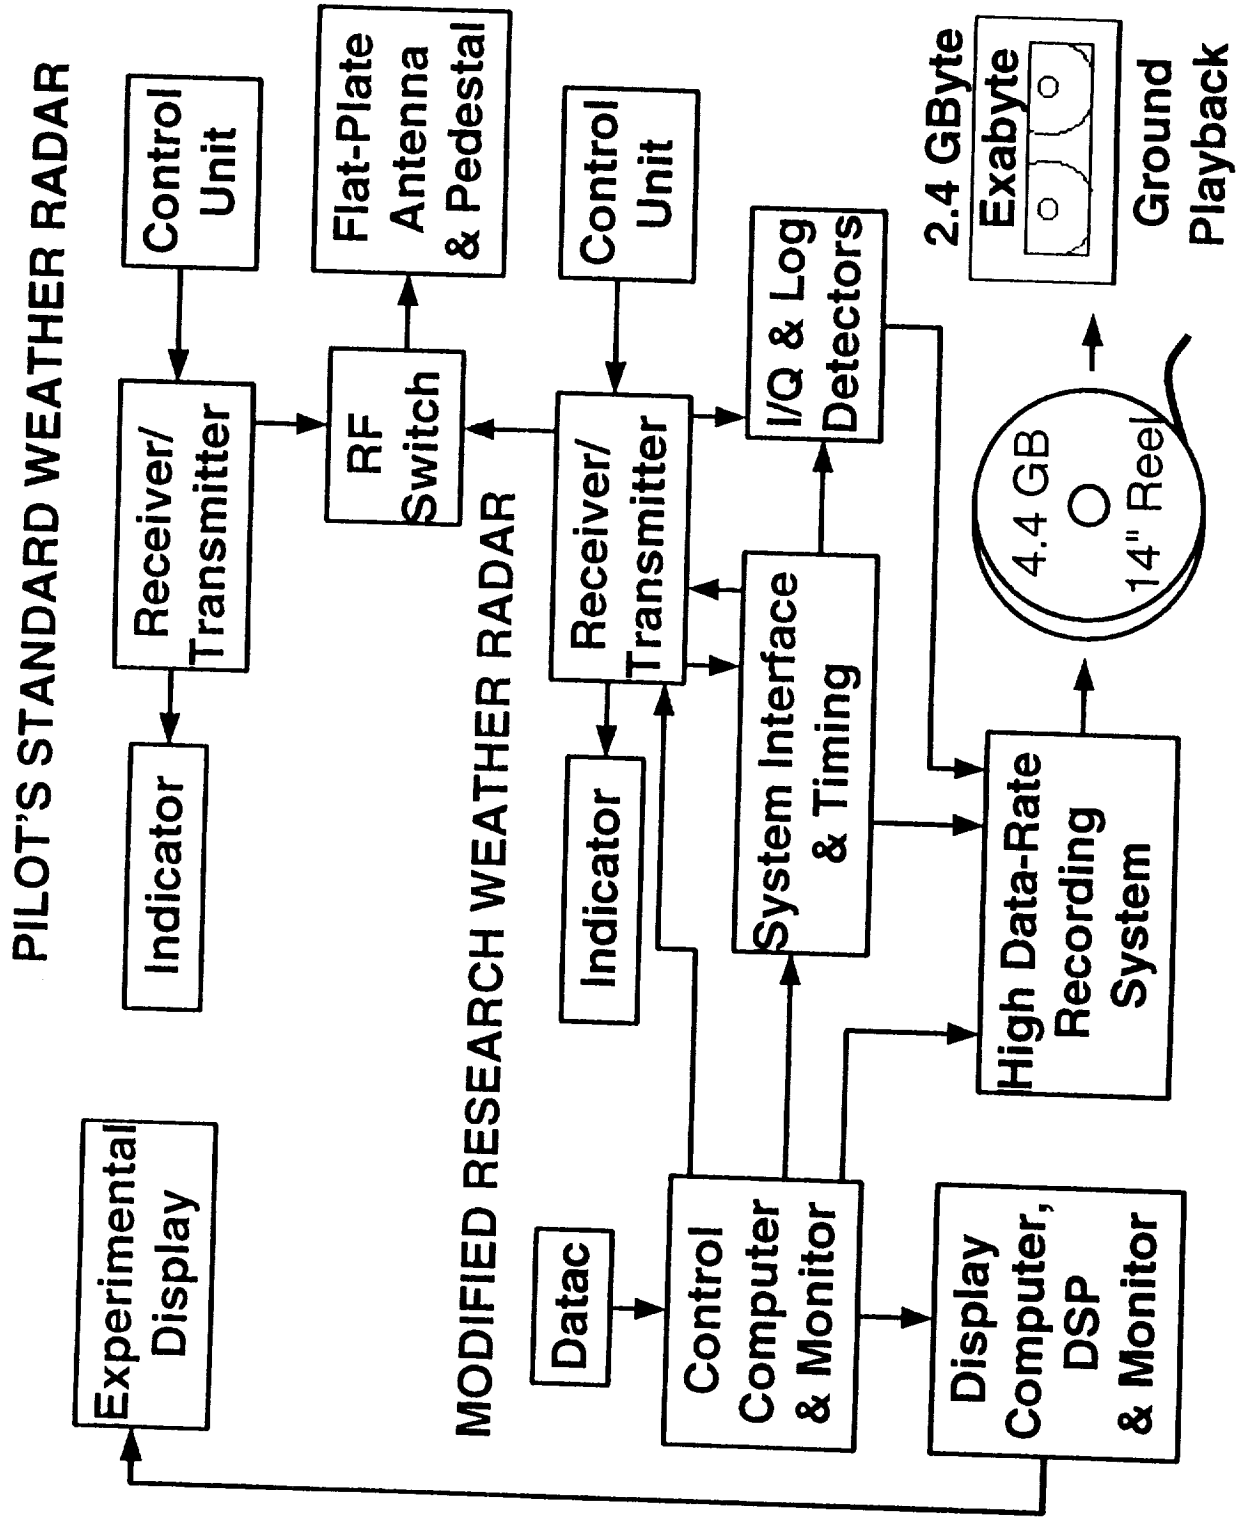 PILOT'S STANDARD WEATHER RADAR
Experimental
Display
Indicator
Receiver/
Transmitter
Control
Unit
RF
Switch
Flat-Plate
Antenna
& Pedestal
MODIFIED RESEARCH WEATHER RADAR
Datac
Indicator
Receiver/
Transmitter
Control
Unit
Control
Computer
& Monitor
System Interface
& Timing
I/Q & Log
Detectors
Display
Computer,
DSP
& Monitor
High Data-Rate
Recording
System
4.4 GB
14" Reel
2.4 GByte
Exabyte
Ground
Playback